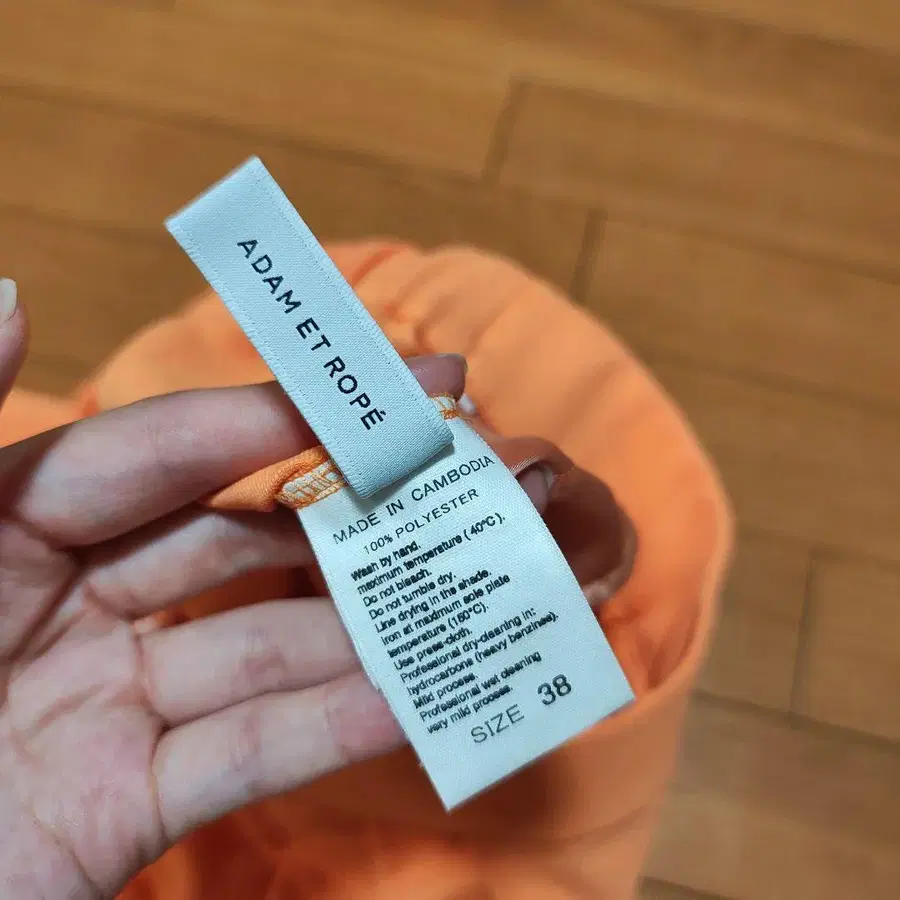 ADAM ET ROPÉ
MADE IN CAMBODIA
100% POLYESTER
Wash by hand.
maximum temperature ( 40°C ).
Do not bleach.
Do not tumble dry.
Line drying in the shade.
iron at maximum sole plate
temperature (150°C).
Use press-cloth.
Professional dry-cleaning in:
hydrocarbons (heavy benzines).
Mild process.
Professional wet cleaning
very mild process.
SIZE 38